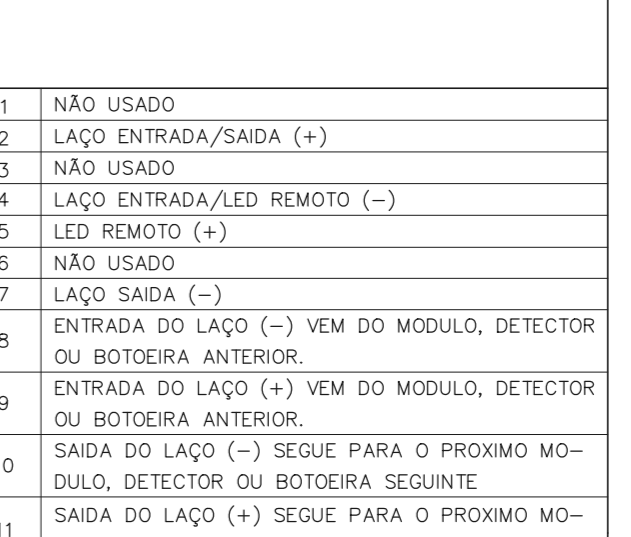 1 NÃO USADO
2 LAÇO ENTRADA/SAIDA (+)
3 NÃO USADO
4 LAÇO ENTRADA/LED REMOTO (−)
5 LED REMOTO (+)
6 NÃO USADO
7 LAÇO SAIDA (−)
8 ENTRADA DO LAÇO (−) VEM DO MODULO, DETECTOR
OU BOTOEIRA ANTERIOR.
9 ENTRADA DO LAÇO (+) VEM DO MODULO, DETECTOR
OU BOTOEIRA ANTERIOR.
10 SAIDA DO LAÇO (−) SEGUE PARA O PROXIMO MO−
DULO, DETECTOR OU BOTOEIRA SEGUINTE
11 SAIDA DO LAÇO (+) SEGUE PARA O PROXIMO MO−